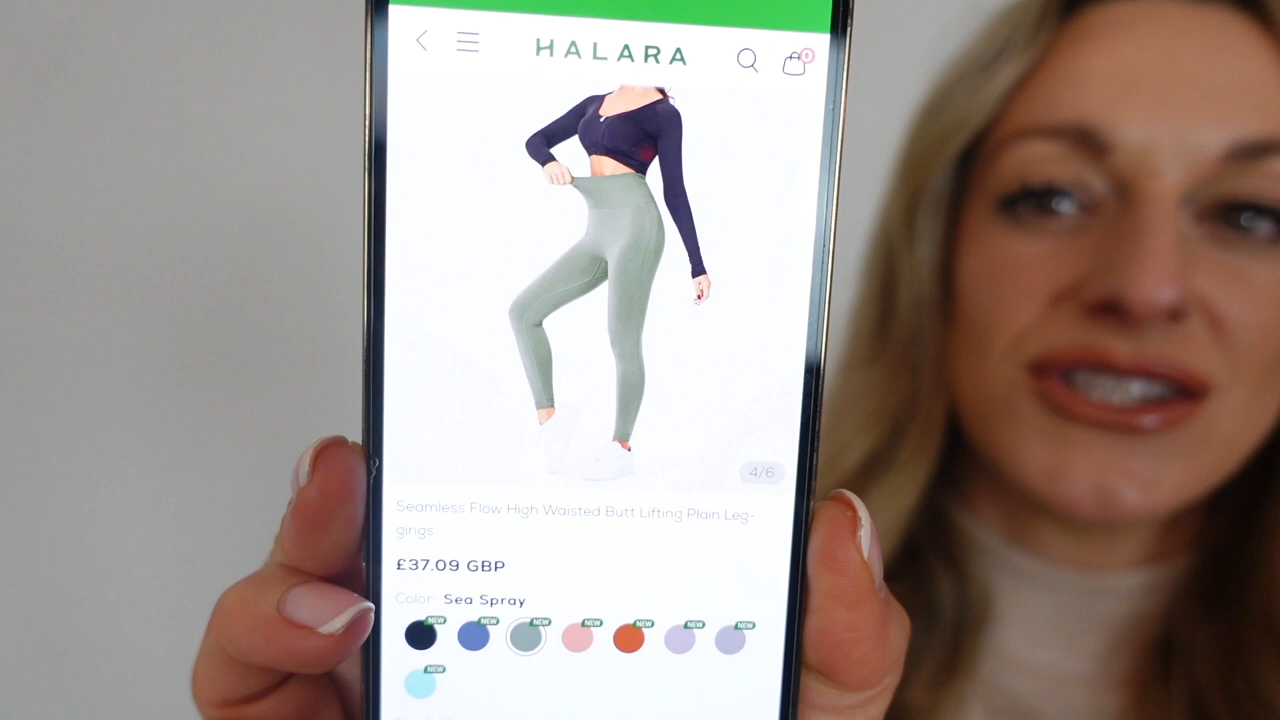 HALARA
0
4/6
Seamless Flow High Waisted Butt Lifting Plain Leg-
gings
£37.09 GBP
Color: Sea Spray
NEW NEW NEW NEW NEW NEW NEW
NEW